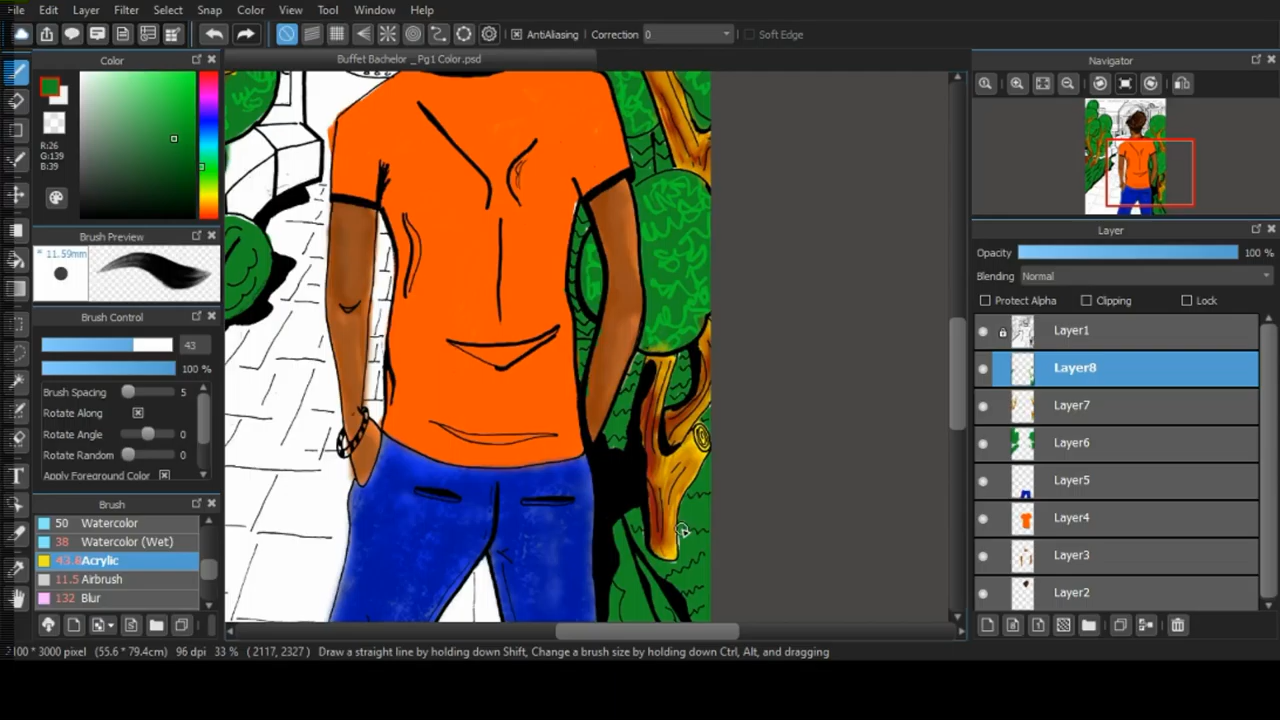 File Edit Layer Filter Select Snap Color View Tool Window Help
AntiAliasing Correction 0 Soft Edge
Color
Buffet Bachelor _Pg1 Color.psd
Navigator
R:26
G:139
B:39
Brush Preview
11.59mm
Brush Control
43
100 %
Brush Spacing 5
Rotate Along
Rotate Angle 0
Rotate Random 0
Apply Foreground Color
Brush
50 Watercolor
38 Watercolor (Wet)
43.8 Acrylic
11.5 Airbrush
132 Blur
Layer
Opacity 100 %
Blending Normal
Protect Alpha Clipping Lock
Layer1
Layer8
Layer7
Layer6
Layer5
Layer4
Layer3
Layer2
100 * 3000 pixel (55.6 * 79.4cm) 96 dpi 33 % ( 2117, 2327 ) Draw a straight line by holding down Shift, Change a brush size by holding down Ctrl, Alt, and dragging